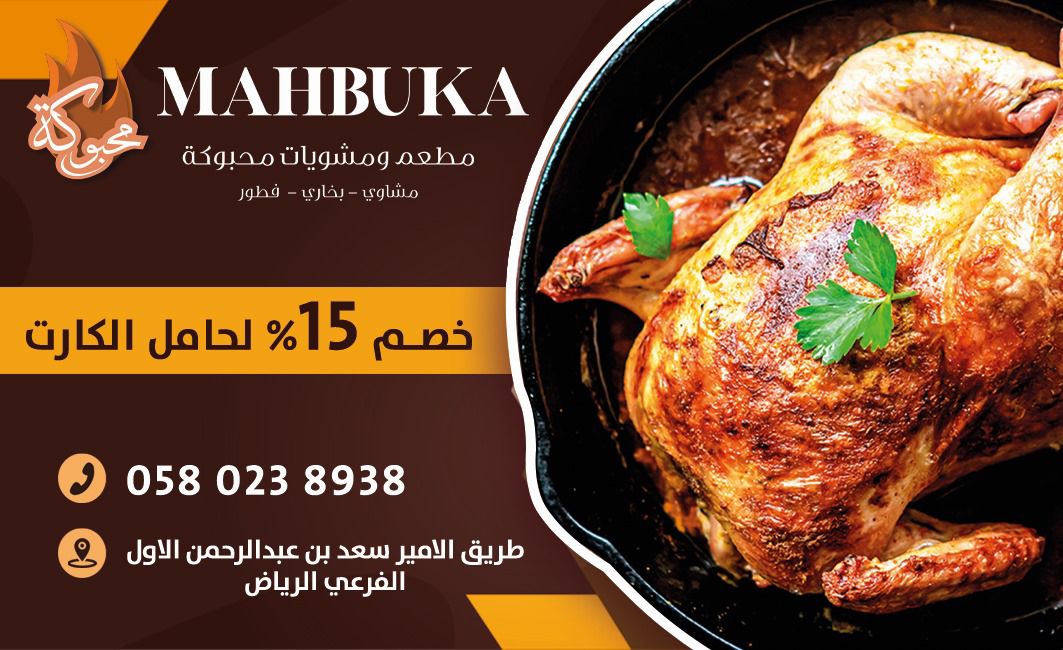 محبوكة
MAHBUKA
مطعم ومشويات محبوكة
مشاوي - بخاري - فطور
خصم 15% لحامل الكارت
058 023 8938
طريق الامير سعد بن عبدالرحمن الاول
الفرعي الرياض